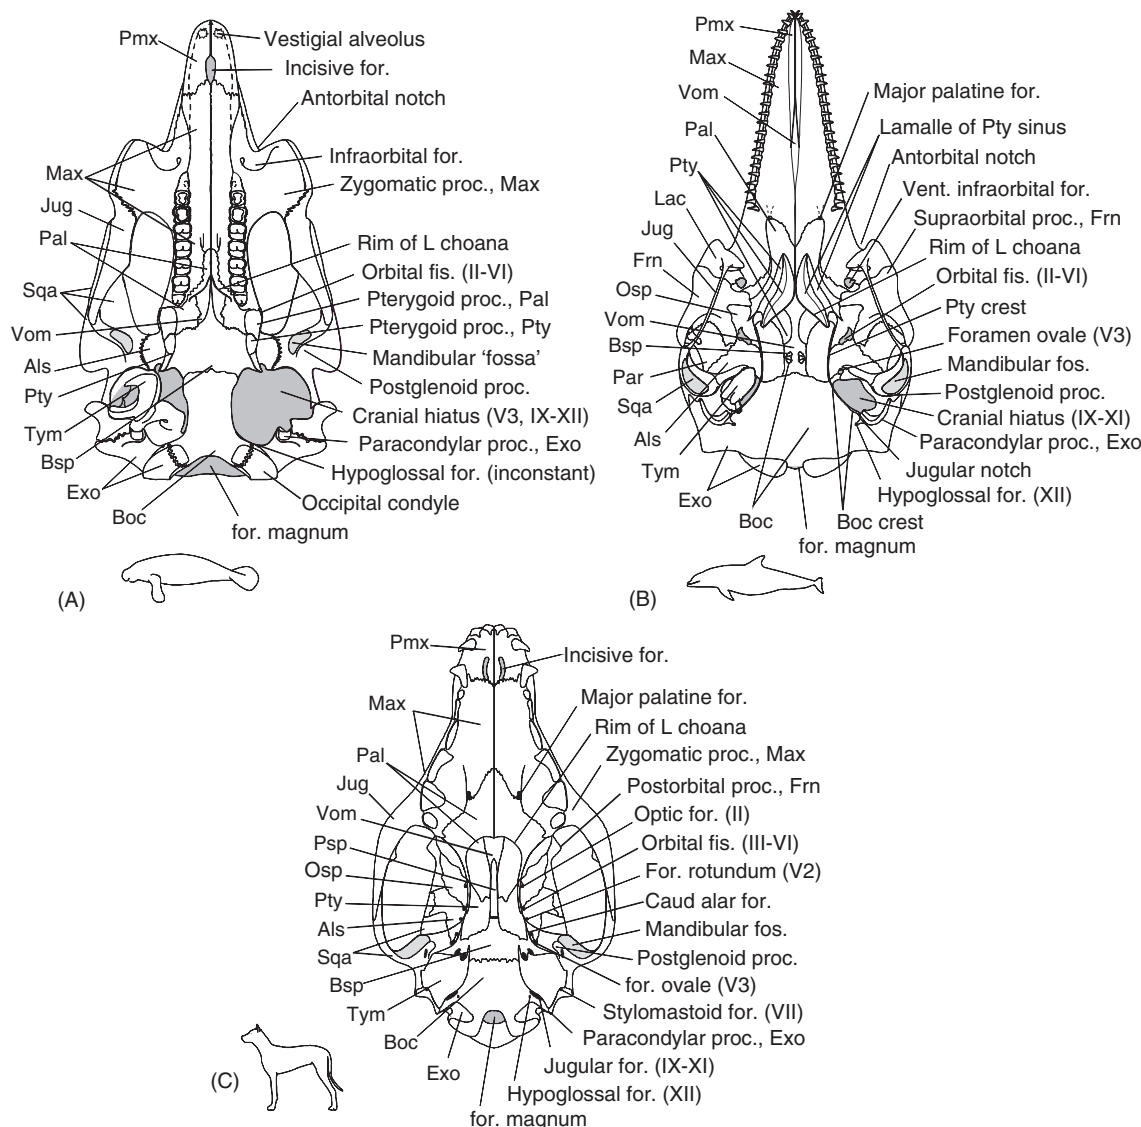 Pmx
Max
Jug
Pal
Sqa
Vom
Als
Pty
Tym
Bsp
Exo
Boc
Vestigial alveolus
Incisive for.
Antorbital notch
Infraorbital for.
Zygomatic proc., Max
Rim of L choana
Orbital fis. (II-VI)
Pterygoid proc., Pal
Pterygoid proc., Pty
Mandibular ‘fossa’
Postglenoid proc.
Cranial hiatus (V3, IX-XII)
Paracondylar proc., Exo
Hypoglossal for. (inconstant)
Occipital condyle
for. magnum
(A)
Pmx
Max
Vom
Pal
Pty
Lac
Jug
Frn
Osp
Vom
Bsp
Par
Sqa
Als
Tym
Exo
Boc
Major palatine for.
Lamalle of Pty sinus
Antorbital notch
Vent. infraorbital for.
Supraorbital proc., Frn
Rim of L choana
Orbital fis. (II-VI)
Pty crest
Foramen ovale (V3)
Mandibular fos.
Postglenoid proc.
Cranial hiatus (IX-XI)
Paracondylar proc., Exo
Jugular notch
Hypoglossal for. (XII)
Boc crest
for. magnum
(B)
Pmx
Max
Pal
Jug
Vom
Psp
Osp
Pty
Als
Sqa
Bsp
Tym
Boc
Exo
Incisive for.
Major palatine for.
Rim of L choana
Zygomatic proc., Max
Postorbital proc., Frn
Optic for. (II)
Orbital fis. (III-VI)
For. rotundum (V2)
Caud alar for.
Mandibular fos.
Postglenoid proc.
for. ovale (V3)
Stylomastoid for. (VII)
Paracondylar proc., Exo
Jugular for. (IX-XI)
Hypoglossal for. (XII)
for. magnum
(C)